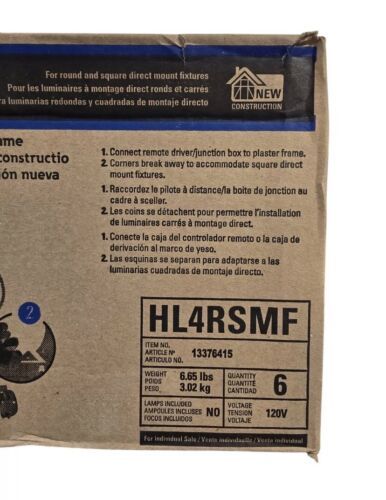 For round and square direct mount fixtures
Pour les luminaires à montage direct ronds et carrés
luminarias redondas y cuadradas de montaje directo
NEW
CONSTRUCTION
ame
constructio
ión nueva
1. Connect remote driver/junction box to plaster frame.
2. Corners break away to accommodate square direct
mount fixtures.
1. Raccordez le pilote à distance/la boite de jonction au
cadre à sceller.
2. Les coins se détachent pour permettre l'installation
de luminaires carrés à montage direct.
1. Conecte la caja del controlador remoto o la caja de
derivación al marco de yeso.
2. Las esquinas se separan para adaptarse a las
luminarias cuadradas de montaje directo.
2
HL4RSMF
ITEM NO.
ARTICLE Nº 13376415
ARTICULO NO.
WEIGHT 6.65 lbs
POIDS 3.02 kg
PESO
QUANTITY
QUANTITÉ 6
CANTIDAD
LAMPS INCLUDED
AMPOULES INCLUSES NO
FOCOS INCLUIDOS
VOLTAGE
TENSION 120V
VOLTAJE
For Individual Sale / Vente individuelle / Venta individual